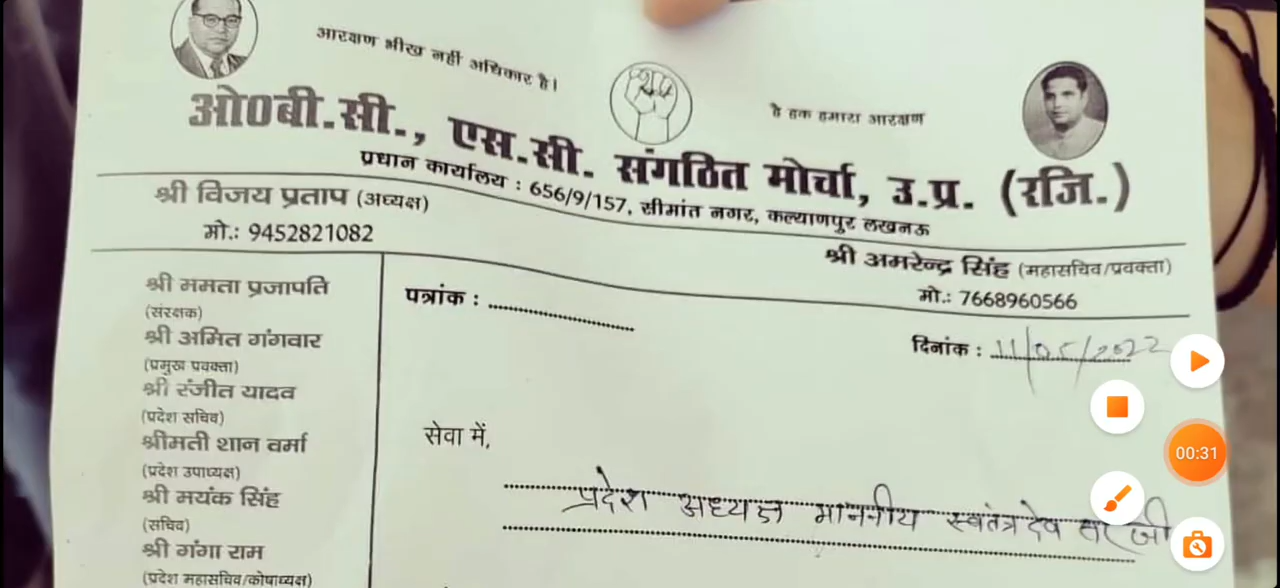 आरक्षण भीख नहीं अधिकार है।
है हक हमारा आरक्षण
ओ0बी.सी., एस.सी. संगठित मोर्चा, उ.प्र. (रजि.)
प्रधान कार्यालय : 656/9/157, सीमांत नगर, कल्याणपुर लखनऊ
श्री विजय प्रताप (अध्यक्ष)
मो.: 9452821082
श्री अमरेन्द्र सिंह (महासचिव/प्रवक्ता)
मो.: 7668960566
श्री ममता प्रजापति
(संरक्षक)
श्री अमित गंगवार
(प्रमुख प्रवक्ता)
श्री रंजीत यादव
(प्रदेश सचिव)
श्रीमती शान वर्मा
(प्रदेश उपाध्यक्ष)
श्री मयंक सिंह
(सचिव)
श्री गंगा राम
(प्रदेश महासचिव/कोषाध्यक्ष)
पत्रांक :
दिनांक : 11/05/2022
सेवा में,
प्रदेश अध्यक्ष माननीय स्वतंत्रदेव जी
00:31